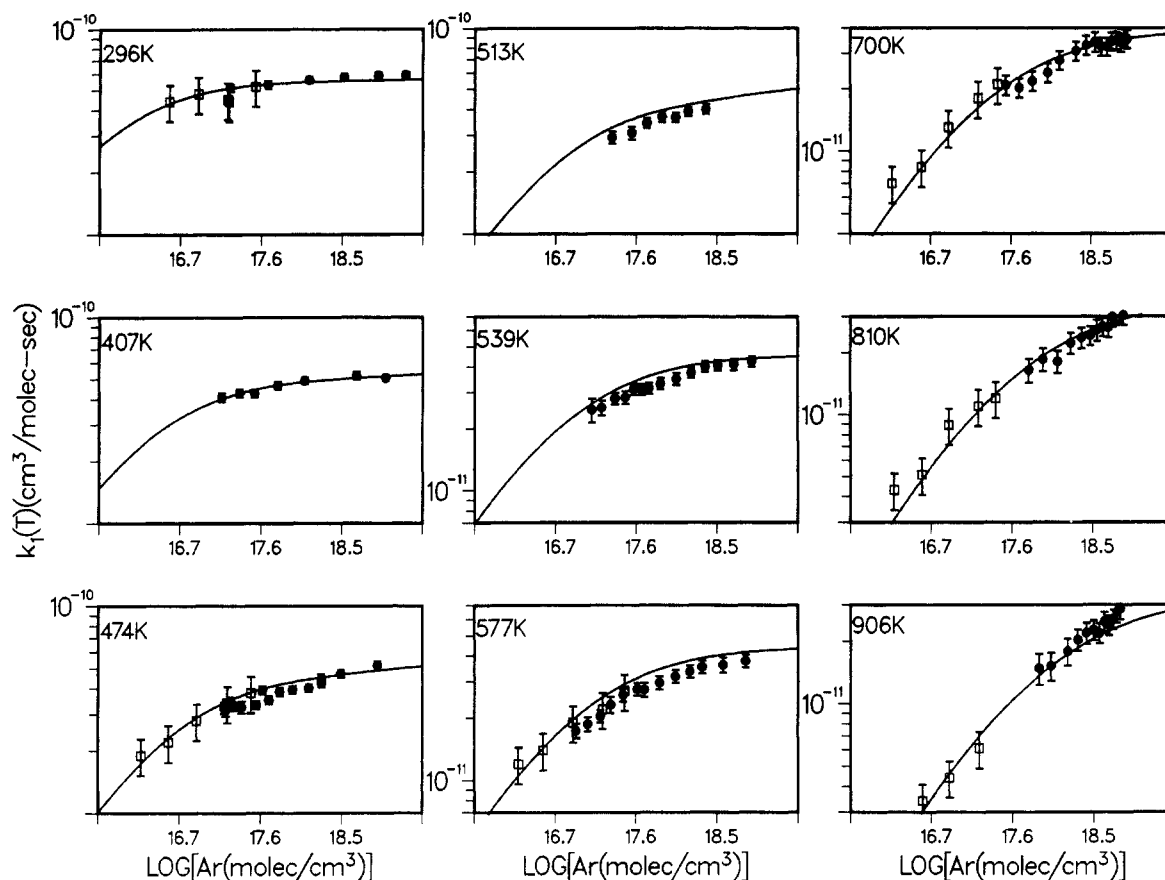 10⁻¹⁰
296K
16.7 17.6 18.5
513K
16.7 17.6 18.5
700K
10⁻¹¹
16.7 17.6 18.5
k₁(T)(cm³/molec-sec)
10⁻¹⁰
407K
16.7 17.6 18.5
539K
10⁻¹¹
16.7 17.6 18.5
810K
10⁻¹¹
16.7 17.6 18.5
10⁻¹⁰
474K
16.7 17.6 18.5
LOG[Ar(molec/cm³)]
577K
10⁻¹¹
16.7 17.6 18.5
LOG[Ar(molec/cm³)]
906K
10⁻¹¹
16.7 17.6 18.5
LOG[Ar(molec/cm³)]